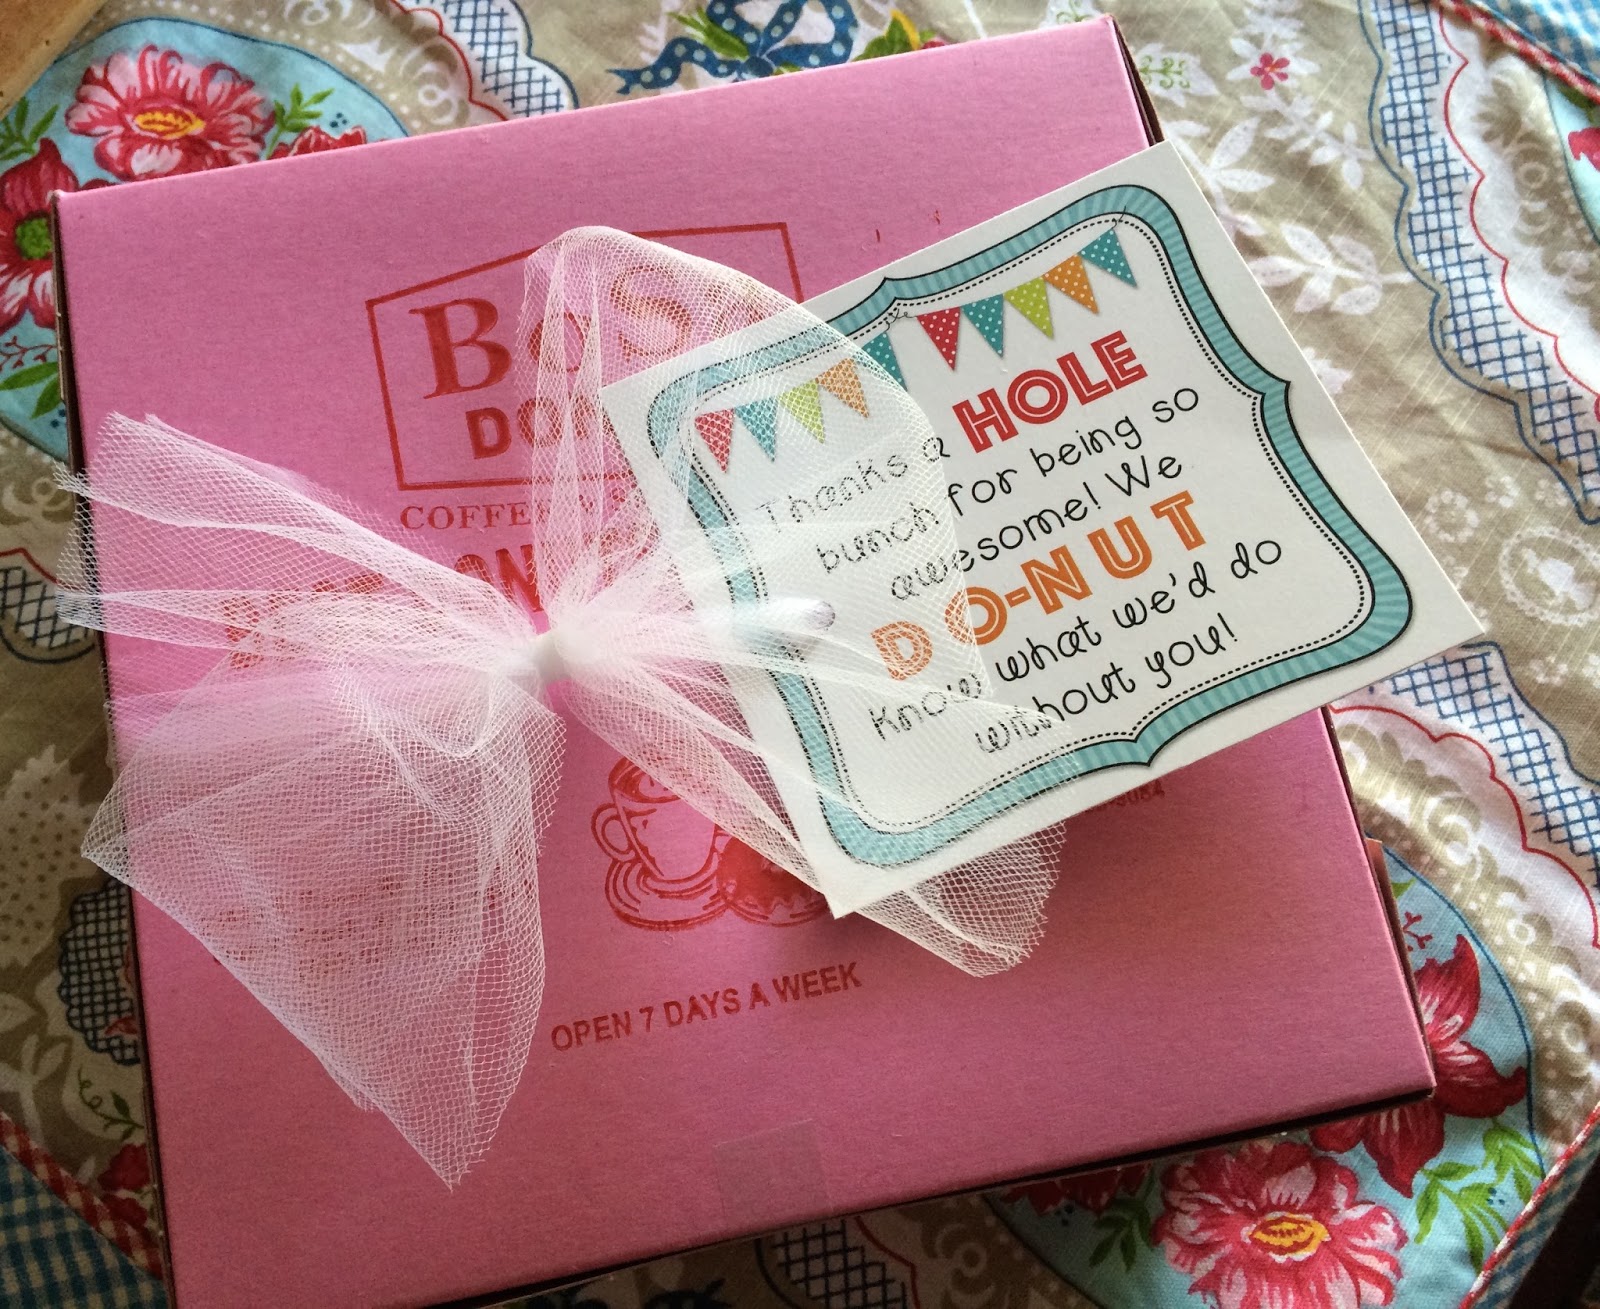 BOS
COFFEE
OPEN 7 DAYS A WEEK
Thanks a HOLE
bunch for being so
awesome! We
DO-NUT
know what we'd do
without you!